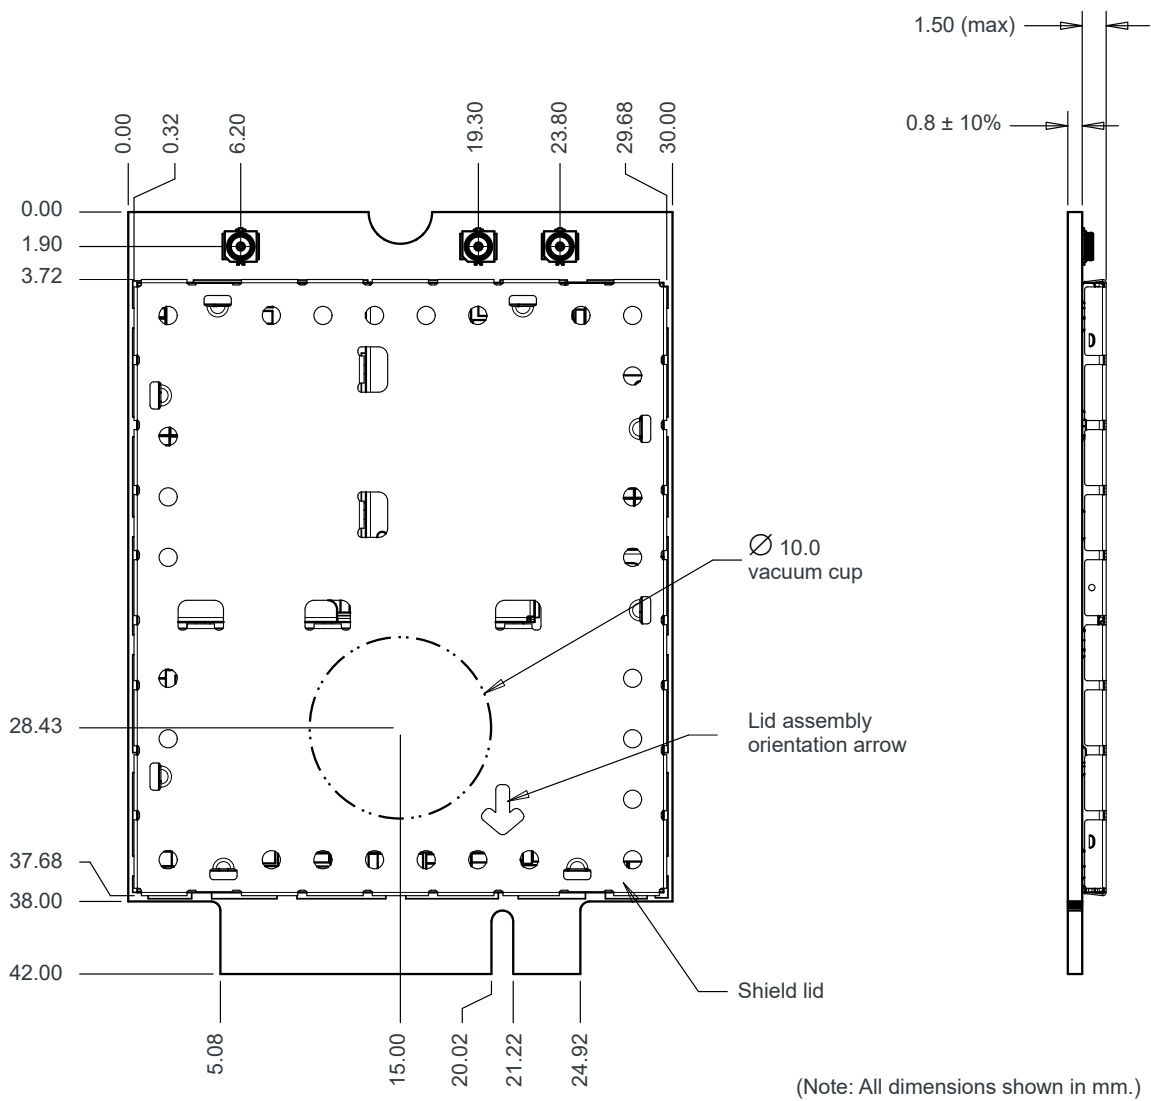 1.50 (max)
0.8 ± 10%
0.00
0.32
6.20
19.30
23.80
29.68
30.00
0.00
1.90
3.72
Ø 10.0
vacuum cup
28.43
Lid assembly
orientation arrow
37.68
38.00
42.00
Shield lid
5.08
15.00
20.02
21.22
24.92
(Note: All dimensions shown in mm.)